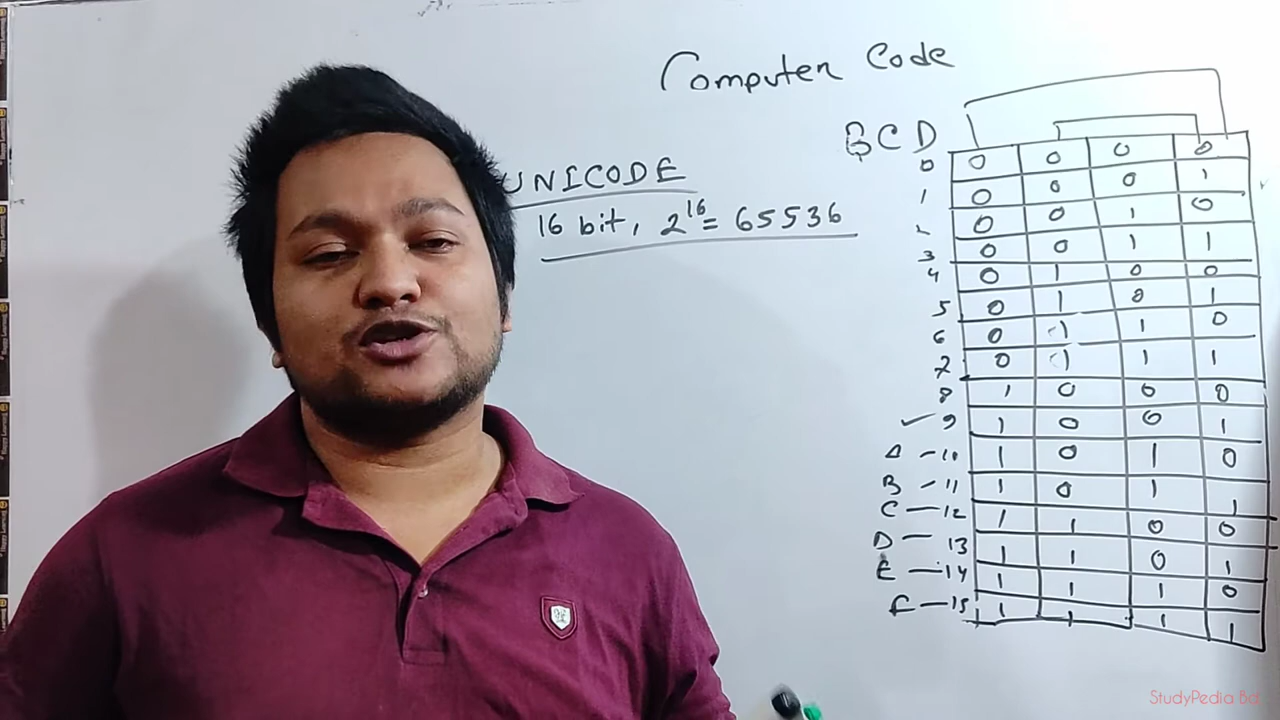 Computer Code
UNICODE
16 bit, 2^16 = 65536
BCD
0 0 0 0 0
1 0 0 0 1
2 0 0 1 0
3 0 0 1 1
4 0 1 0 0
5 0 1 0 1
6 0 1 1 0
7 0 1 1 1
8 1 0 0 0
9 1 0 0 1
A - 10 1 0 1 0
B - 11 1 0 1 1
C - 12 1 1 0 0
D - 13 1 1 0 1
E - 14 1 1 1 0
F - 15 1 1 1 1
StudyPedia Bd